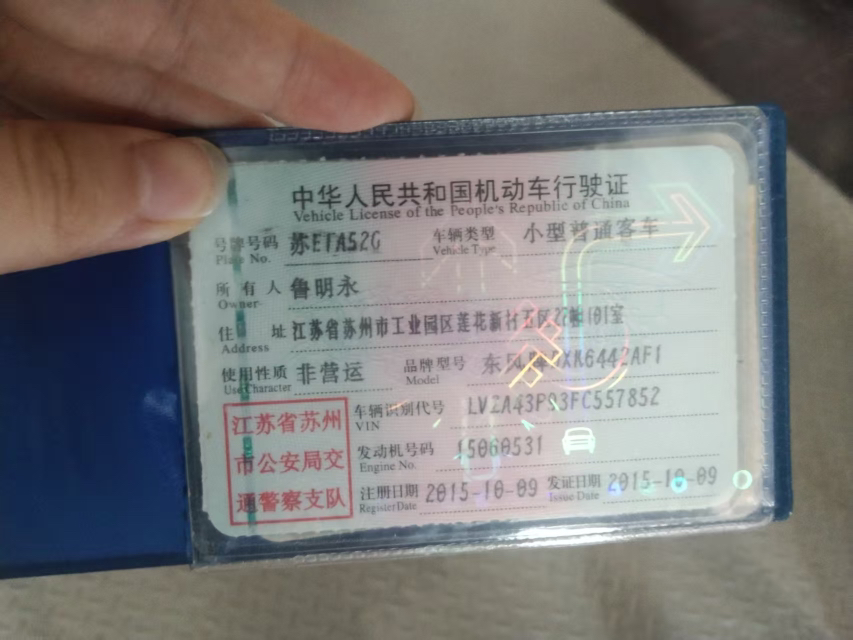 中华人民共和国机动车行驶证
Vehicle License of the People's Republic of China
号牌号码 苏ETA52G 车辆类型 小型普通客车
Plate No. Vehicle Type
所有人 鲁明永
Owner
住址 江苏省苏州市工业园区莲花新村五区27幢101室
Address
使用性质 非营运 品牌型号 东风牌 XK6442AF1
Use Character Model
江苏省苏州
市公安局交
通警察支队
车辆识别代号 LV2A43P93FC557852
VIN
发动机号码 15060531
Engine No.
注册日期 2015-10-09 发证日期 2015-10-09
Register Date Issue Date